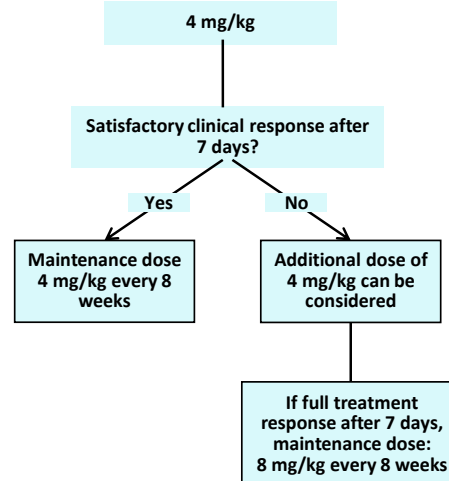 4 mg/kg
Satisfactory clinical response after
7 days?
Yes
No
Maintenance dose
4 mg/kg every 8
weeks
Additional dose of
4 mg/kg can be
considered
If full treatment
response after 7 days,
maintenance dose:
8 mg/kg every 8 weeks